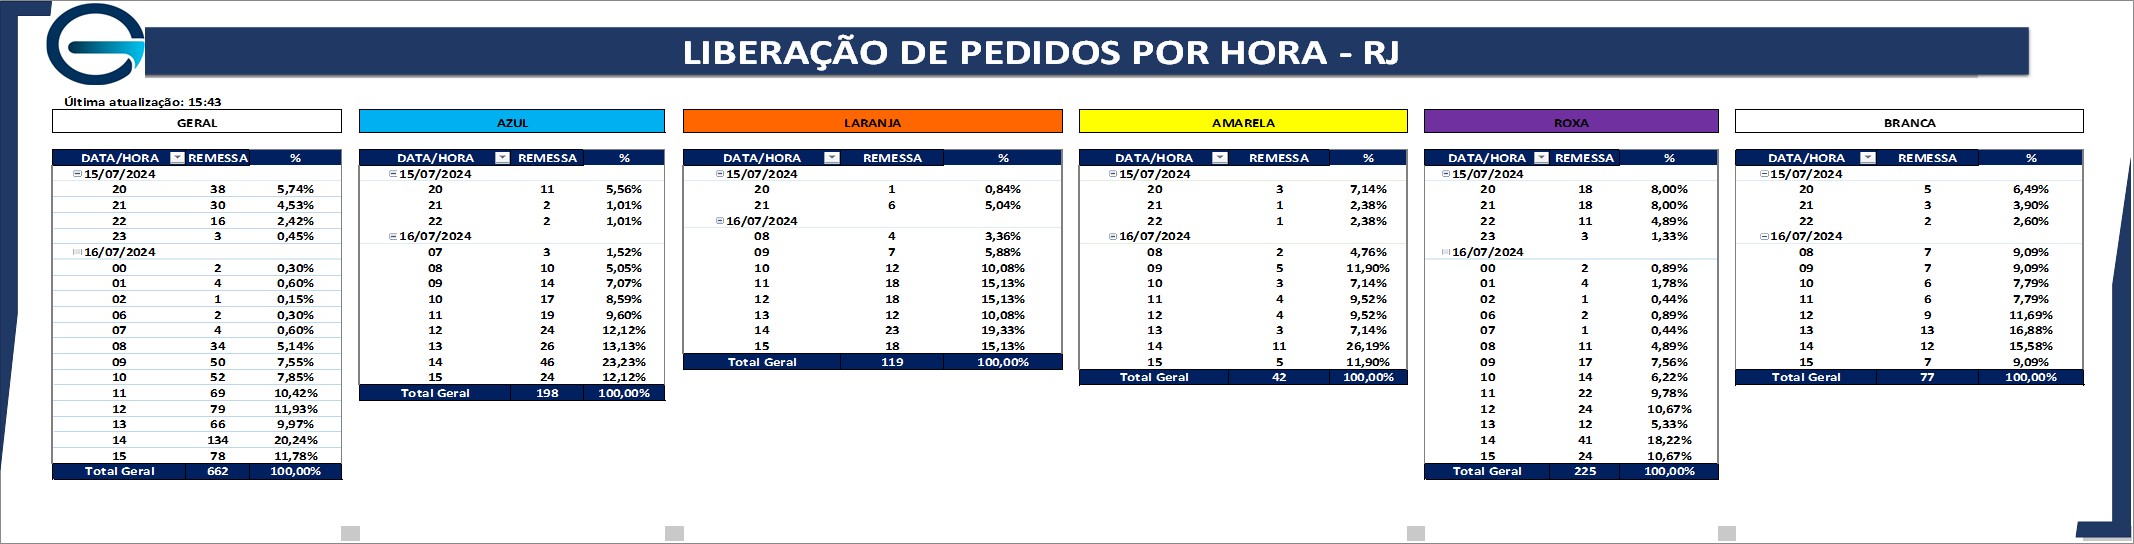 LIBERAÇÃO DE PEDIDOS POR HORA - RJ
Última atualização: 15:43
GERAL
DATA/HORA REMESSA %
15/07/2024
20 38 5,74%
21 30 4,53%
22 16 2,42%
23 3 0,45%
16/07/2024
00 2 0,30%
01 4 0,60%
02 1 0,15%
06 2 0,30%
07 4 0,60%
08 34 5,14%
09 50 7,55%
10 52 7,85%
11 69 10,42%
12 79 11,93%
13 66 9,97%
14 134 20,24%
15 78 11,78%
Total Geral 662 100,00%
AZUL
DATA/HORA REMESSA %
15/07/2024
20 11 5,56%
21 2 1,01%
22 2 1,01%
16/07/2024
07 3 1,52%
08 10 5,05%
09 14 7,07%
10 17 8,59%
11 19 9,60%
12 24 12,12%
13 26 13,13%
14 46 23,23%
15 24 12,12%
Total Geral 198 100,00%
LARANJA
DATA/HORA REMESSA %
15/07/2024
20 1 0,84%
21 6 5,04%
16/07/2024
08 4 3,36%
09 7 5,88%
10 12 10,08%
11 18 15,13%
12 18 15,13%
13 12 10,08%
14 23 19,33%
15 18 15,13%
Total Geral 119 100,00%
AMARELA
DATA/HORA REMESSA %
15/07/2024
20 3 7,14%
21 1 2,38%
22 1 2,38%
16/07/2024
08 2 4,76%
09 5 11,90%
10 3 7,14%
11 4 9,52%
12 4 9,52%
13 3 7,14%
14 11 26,19%
15 5 11,90%
Total Geral 42 100,00%
ROXA
DATA/HORA REMESSA %
15/07/2024
20 18 8,00%
21 18 8,00%
22 11 4,89%
23 3 1,33%
16/07/2024
00 2 0,89%
01 4 1,78%
02 1 0,44%
06 2 0,89%
07 1 0,44%
08 11 4,89%
09 17 7,56%
10 14 6,22%
11 22 9,78%
12 24 10,67%
13 12 5,33%
14 41 18,22%
15 24 10,67%
Total Geral 225 100,00%
BRANCA
DATA/HORA REMESSA %
15/07/2024
20 5 6,49%
21 3 3,90%
22 2 2,60%
16/07/2024
08 7 9,09%
09 7 9,09%
10 6 7,79%
11 6 7,79%
12 9 11,69%
13 13 16,88%
14 12 15,58%
15 7 9,09%
Total Geral 77 100,00%